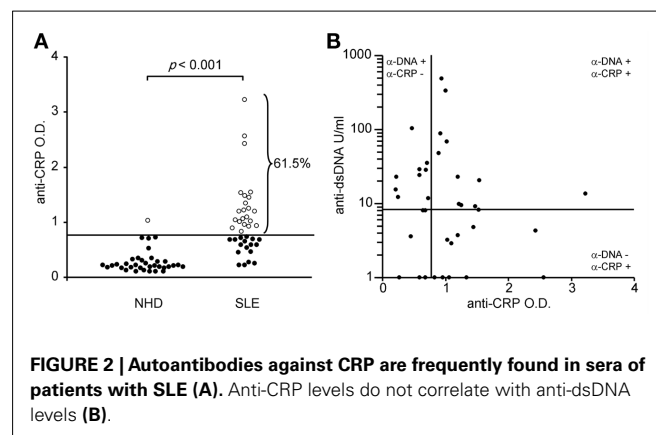 A
B
4
3
2
1
0
anti-CRP O.D.
p < 0.001
61.5%
NHD
SLE
1000
100
10
1
anti-dsDNA U/ml
α-DNA +
α-CRP -
α-DNA +
α-CRP +
α-DNA -
α-CRP +
0
1
2
3
4
anti-CRP O.D.
FIGURE 2 | Autoantibodies against CRP are frequently found in sera of
patients with SLE (A). Anti-CRP levels do not correlate with anti-dsDNA
levels (B).